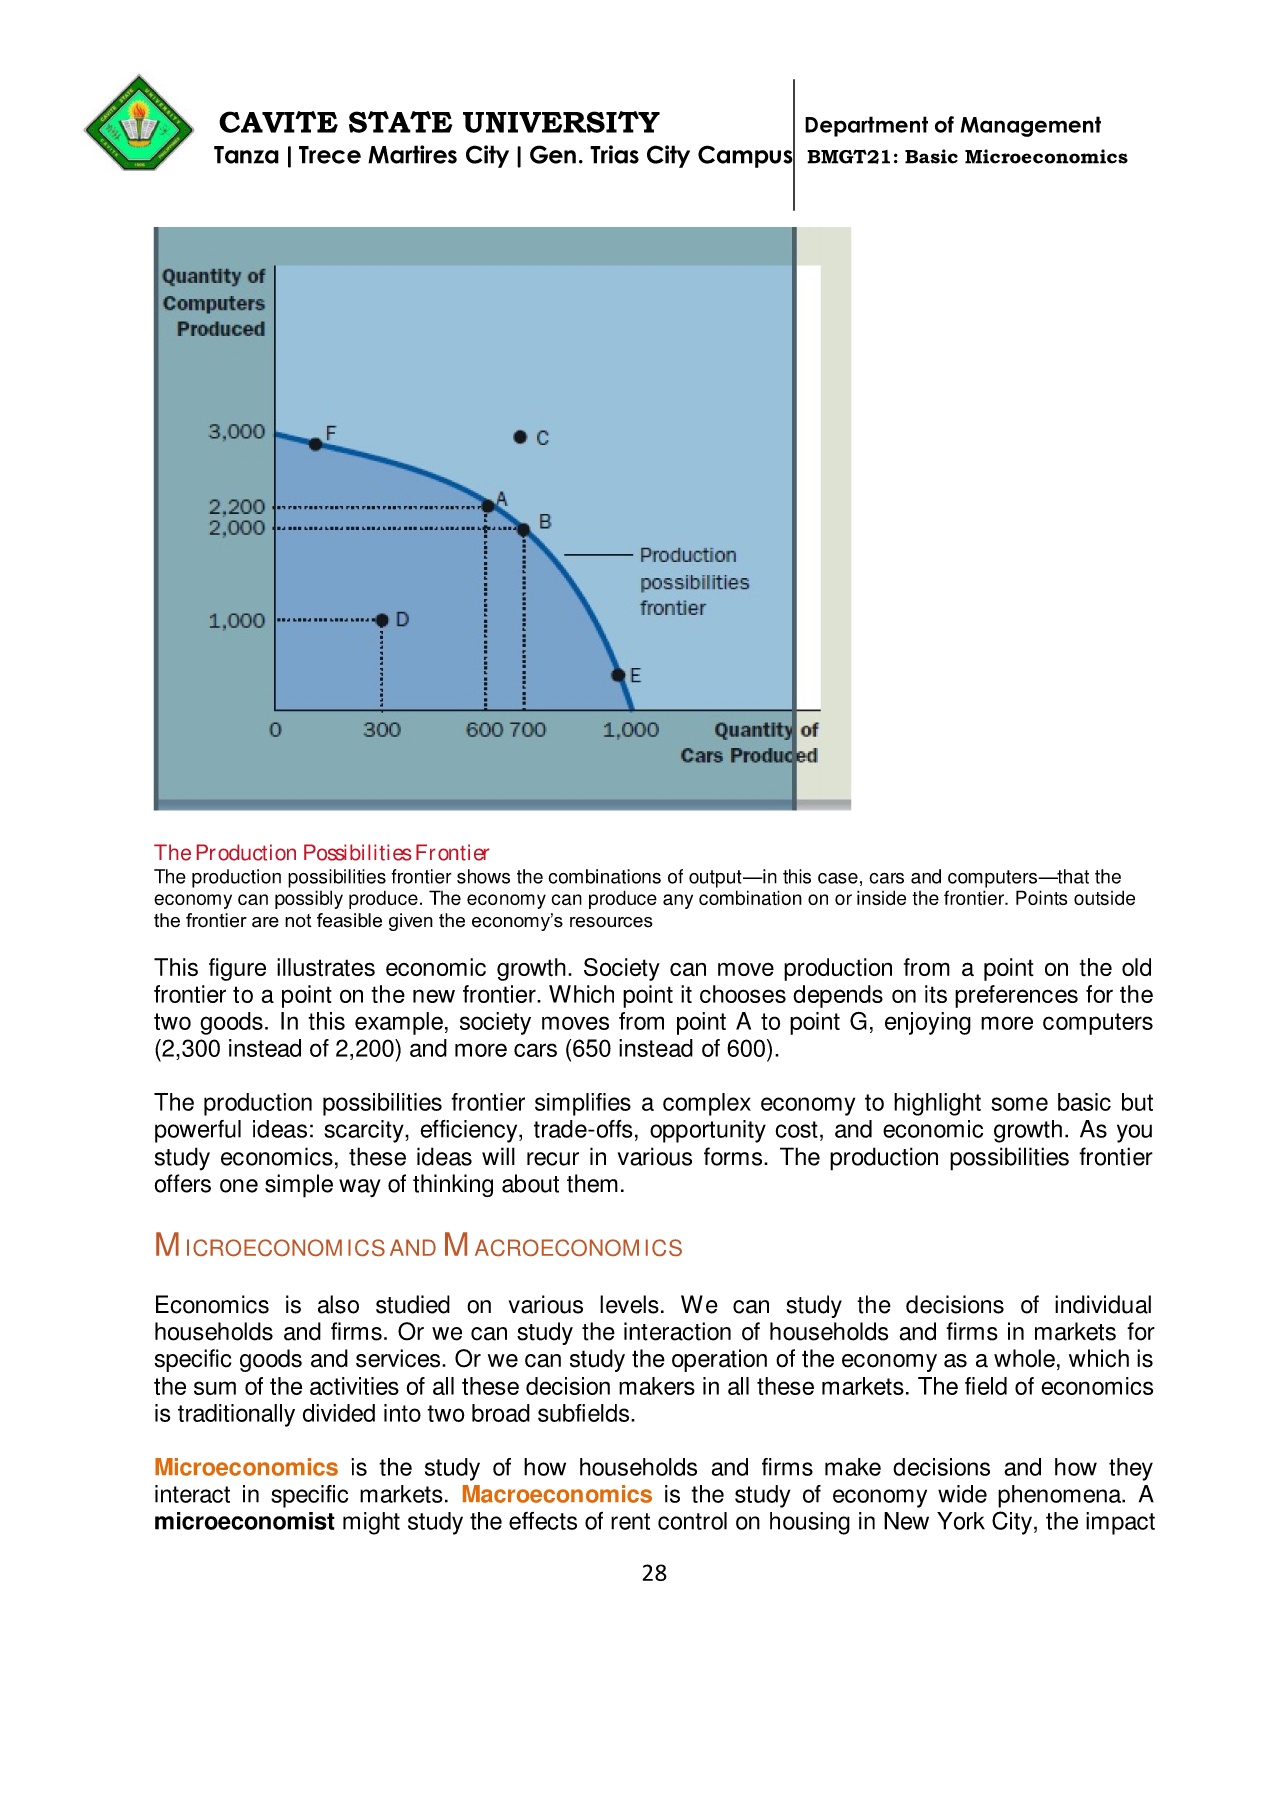 CAVITE STATE UNIVERSITY
Tanza | Trece Martires City | Gen. Trias City Campus
Department of Management
BMGT21: Basic Microeconomics
Quantity of
Computers
Produced
3,000
F
C
2,200
A
2,000
B
Production
possibilities
frontier
1,000
D
E
0 300 600 700 1,000
Quantity of
Cars Produced
The Production Possibilities Frontier
The production possibilities frontier shows the combinations of output—in this case, cars and computers—that the
economy can possibly produce. The economy can produce any combination on or inside the frontier. Points outside
the frontier are not feasible given the economy’s resources
This figure illustrates economic growth. Society can move production from a point on the old
frontier to a point on the new frontier. Which point it chooses depends on its preferences for the
two goods. In this example, society moves from point A to point G, enjoying more computers
(2,300 instead of 2,200) and more cars (650 instead of 600).
The production possibilities frontier simplifies a complex economy to highlight some basic but
powerful ideas: scarcity, efficiency, trade-offs, opportunity cost, and economic growth. As you
study economics, these ideas will recur in various forms. The production possibilities frontier
offers one simple way of thinking about them.
MICROECONOMICS AND MACROECONOMICS
Economics is also studied on various levels. We can study the decisions of individual
households and firms. Or we can study the interaction of households and firms in markets for
specific goods and services. Or we can study the operation of the economy as a whole, which is
the sum of the activities of all these decision makers in all these markets. The field of economics
is traditionally divided into two broad subfields.
Microeconomics is the study of how households and firms make decisions and how they
interact in specific markets. Macroeconomics is the study of economy wide phenomena. A
microeconomist might study the effects of rent control on housing in New York City, the impact
28